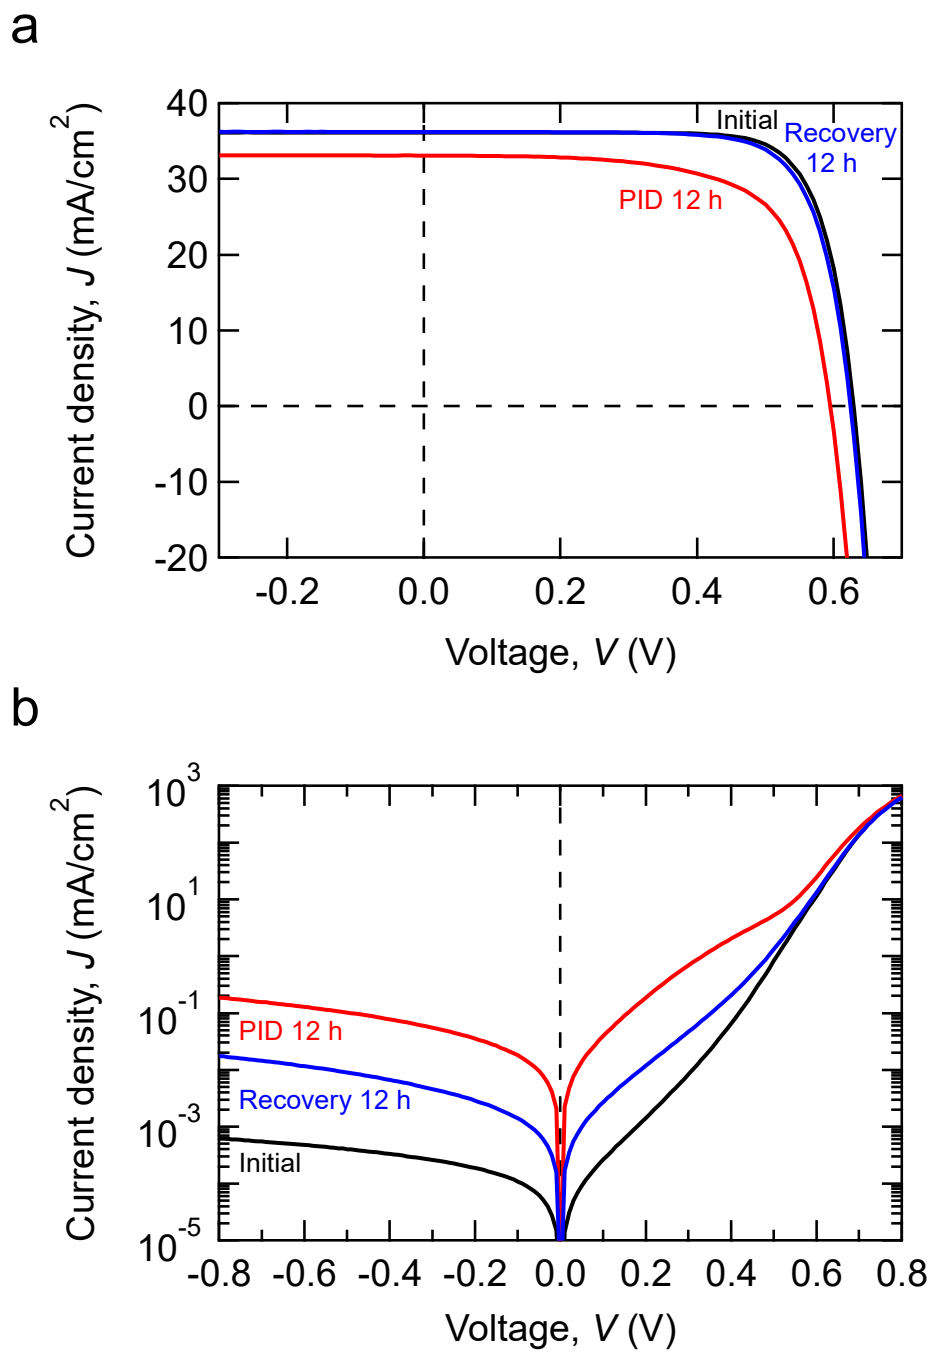 a
Current density, J (mA/cm²)
40
30
20
10
0
-10
-20
Initial
Recovery
12 h
PID 12 h
-0.2
0.0
0.2
0.4
0.6
Voltage, V (V)
b
Current density, J (mA/cm²)
10³
10¹
10⁻¹
10⁻³
10⁻⁵
PID 12 h
Recovery 12 h
Initial
-0.8 -0.6 -0.4 -0.2 0.0 0.2 0.4 0.6 0.8
Voltage, V (V)